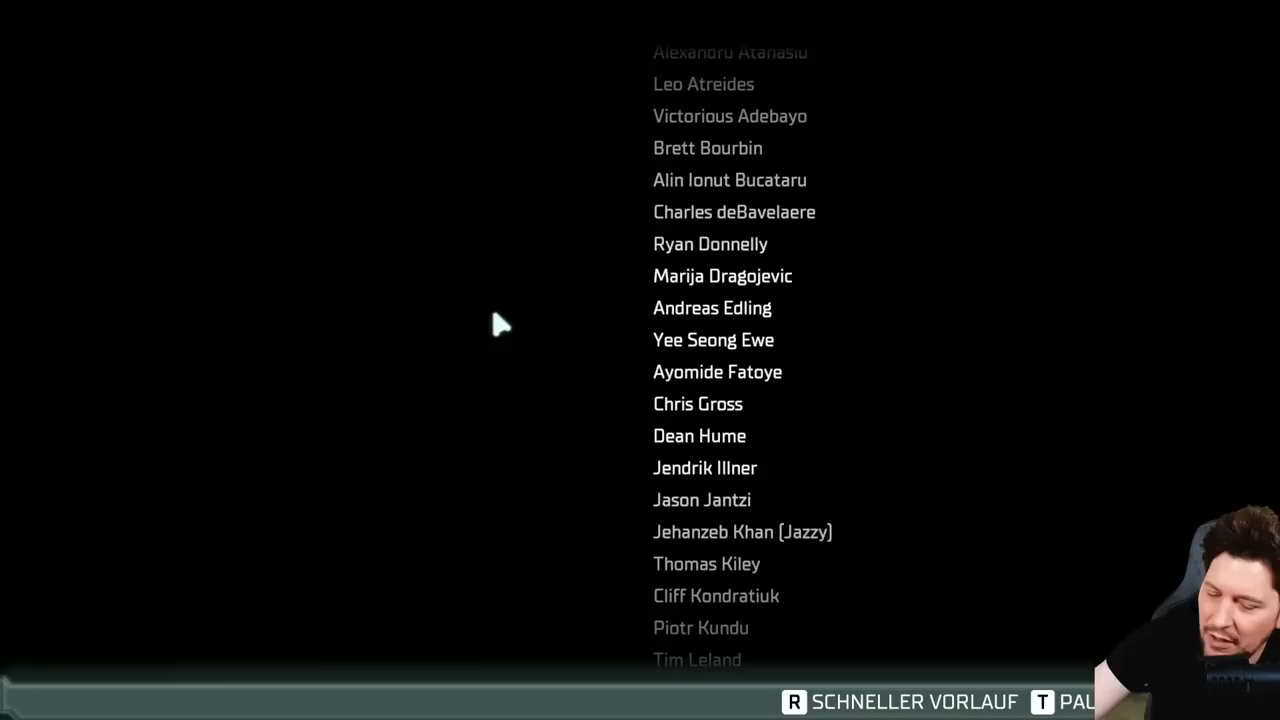 Alexandru Atanasiu
Leo Atreides
Victorious Adebayo
Brett Bourbin
Alin Ionut Bucataru
Charles deBavelaere
Ryan Donnelly
Marija Dragojevic
Andreas Edling
Yee Seong Ewe
Ayomide Fatoye
Chris Gross
Dean Hume
Jendrik Illner
Jason Jantzi
Jehanzeb Khan (Jazzy)
Thomas Kiley
Cliff Kondratiuk
Piotr Kundu
Tim Leland
R SCHNELLER VORLAUF T PAU